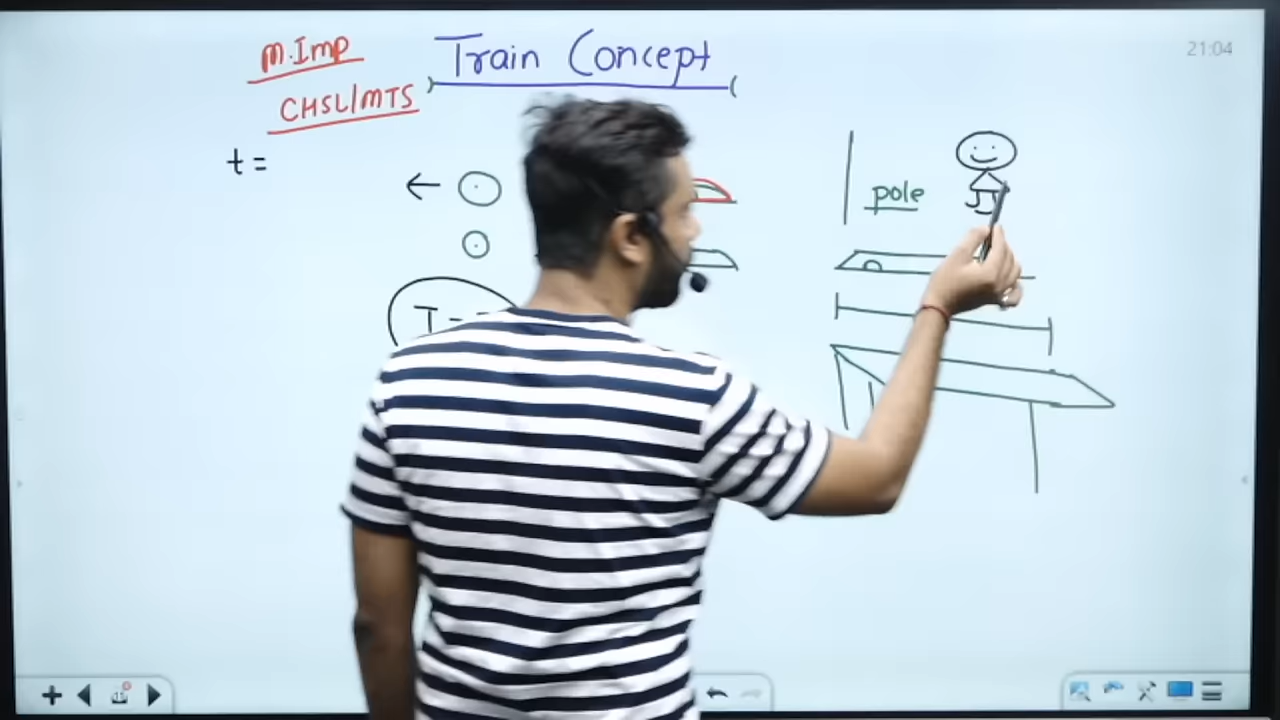 M.Imp
Train Concept
21:04
CHSL/MTS
t =
pole
T -